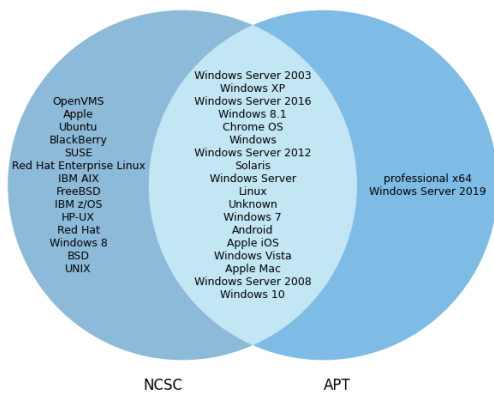 OpenVMS
Apple
Ubuntu
BlackBerry
SUSE
Red Hat Enterprise Linux
IBM AIX
FreeBSD
IBM z/OS
HP-UX
Red Hat
Windows 8
BSD
UNIX
Windows Server 2003
Windows XP
Windows Server 2016
Windows 8.1
Chrome OS
Windows
Windows Server 2012
Solaris
Windows Server
Linux
Unknown
Windows 7
Android
Apple iOS
Windows Vista
Apple Mac
Windows Server 2008
Windows 10
professional x64
Windows Server 2019
NCSC
APT